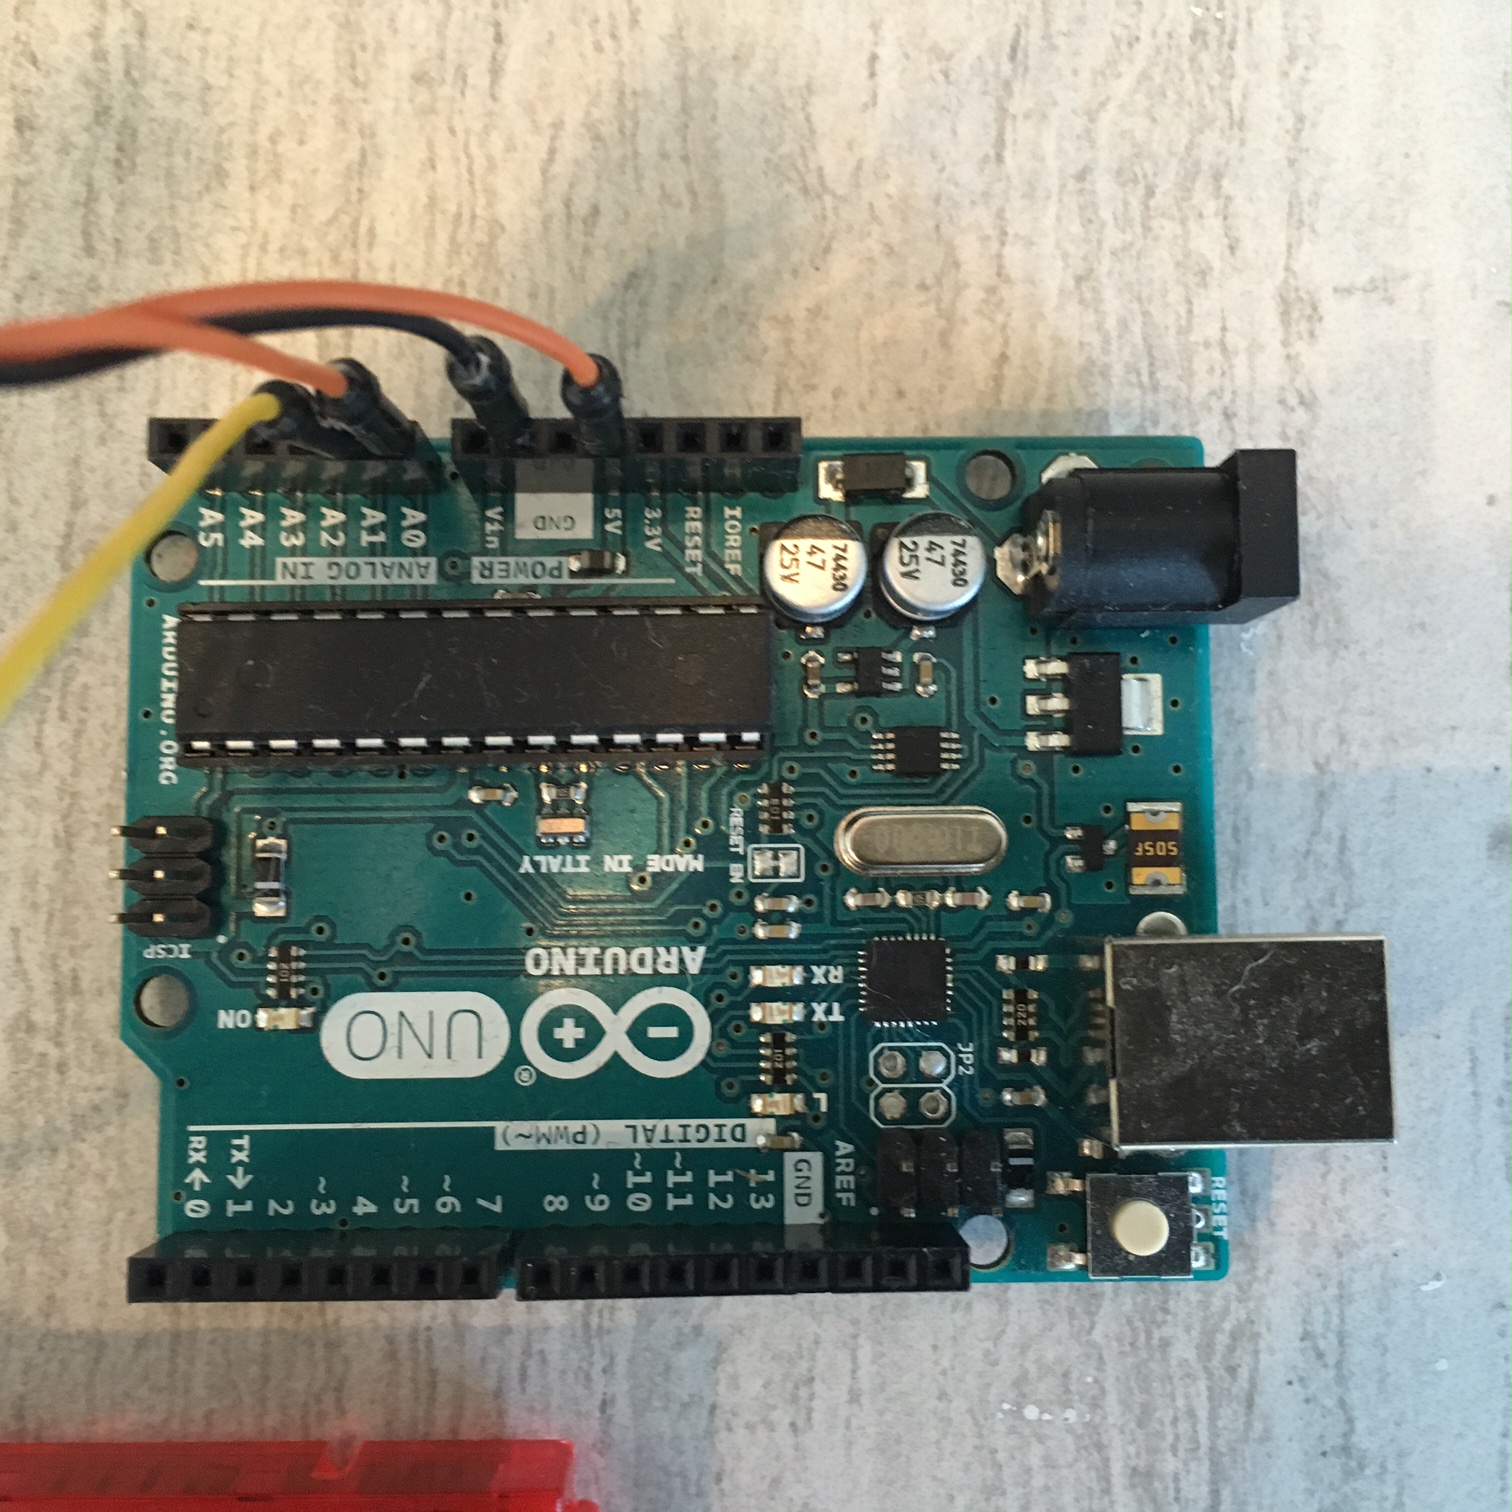 RESET
AREF
GND
13
12
~11
~10
~9
8
7
~6
~5
4
~3
2
TX→1
RX←0
DIGITAL (PWM~)
L
JP2
TX
RX
®
UNO
ON
ARDUINO
ICSP
MADE IN ITALY
RESET EN
505F
ARDUINO.ORG
74430
47
25V
74430
47
25V
POWER
ANALOG IN
IOREF
RESET
3.3V
5V
GND
Vin
A0
A1
A2
A3
A4
A5